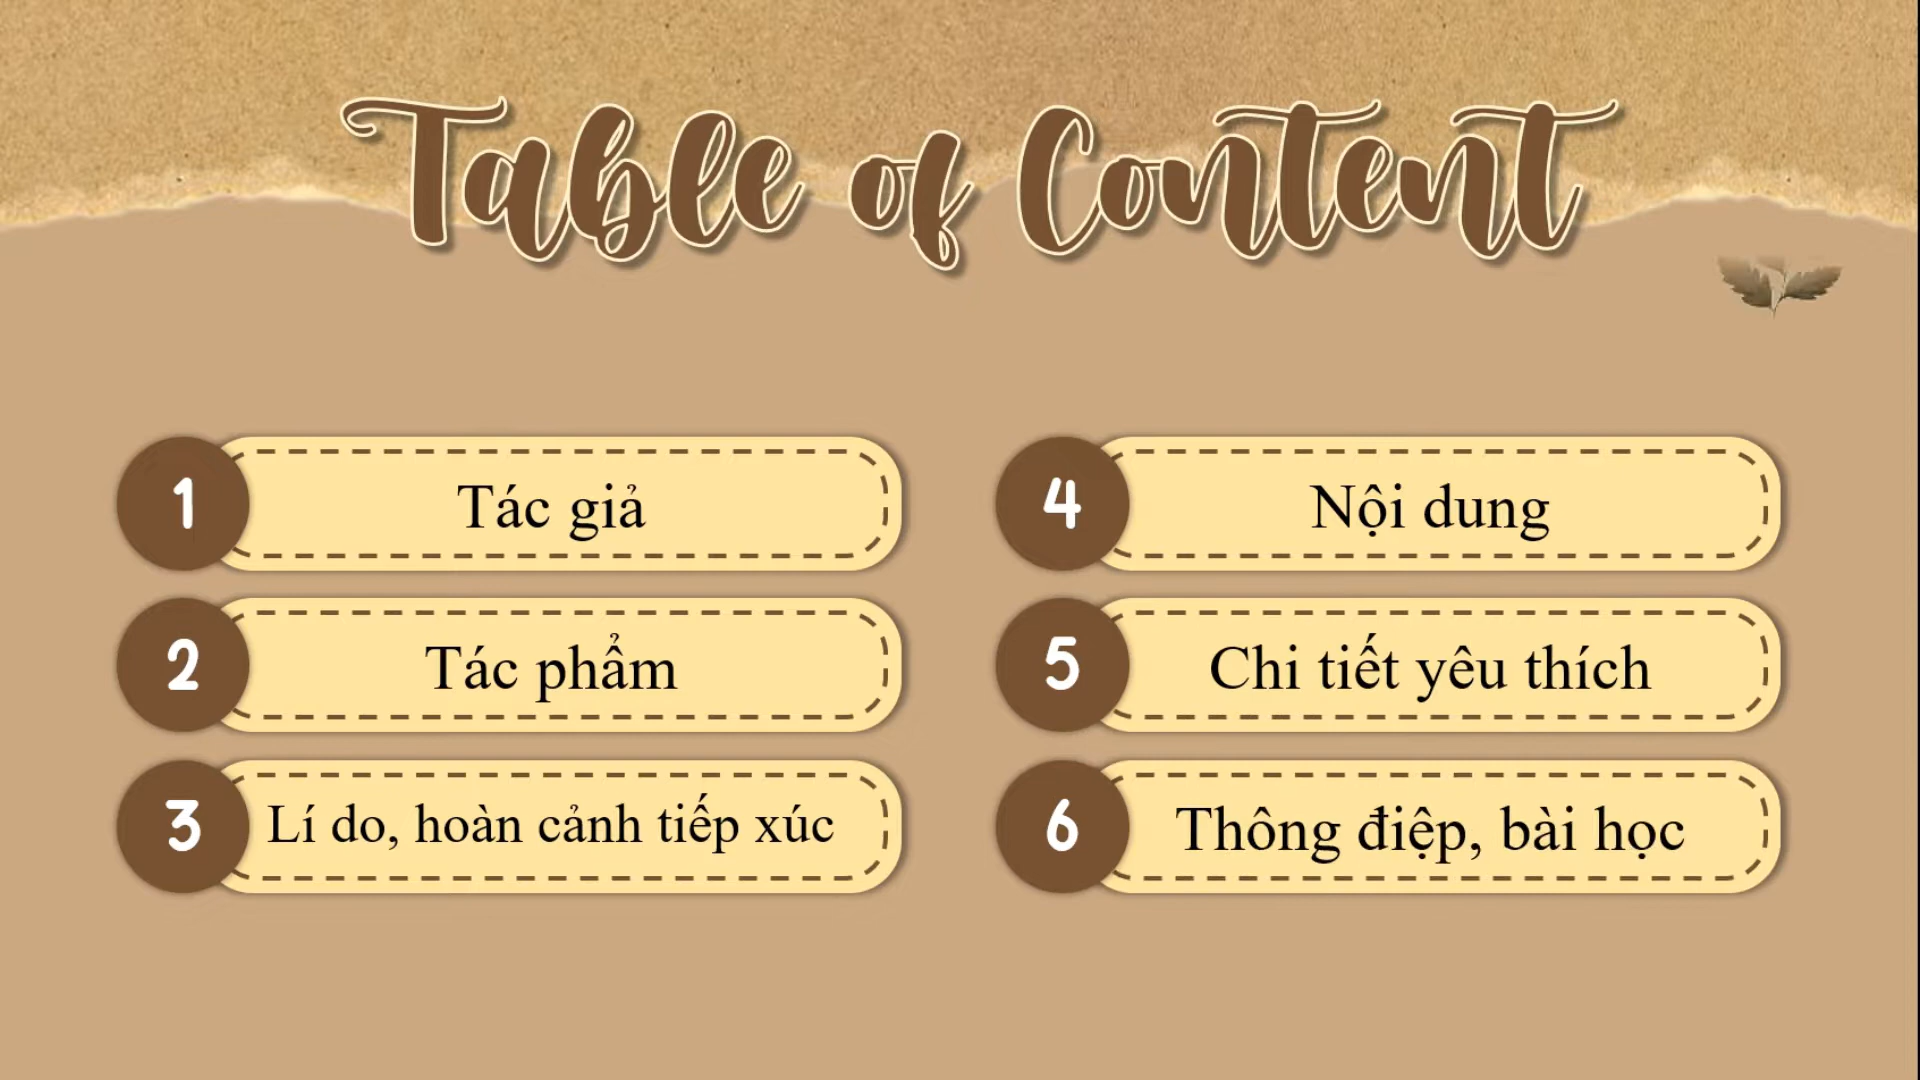 Table of Content
1 Tác giả
2 Tác phẩm
3 Lí do, hoàn cảnh tiếp xúc
4 Nội dung
5 Chi tiết yêu thích
6 Thông điệp, bài học